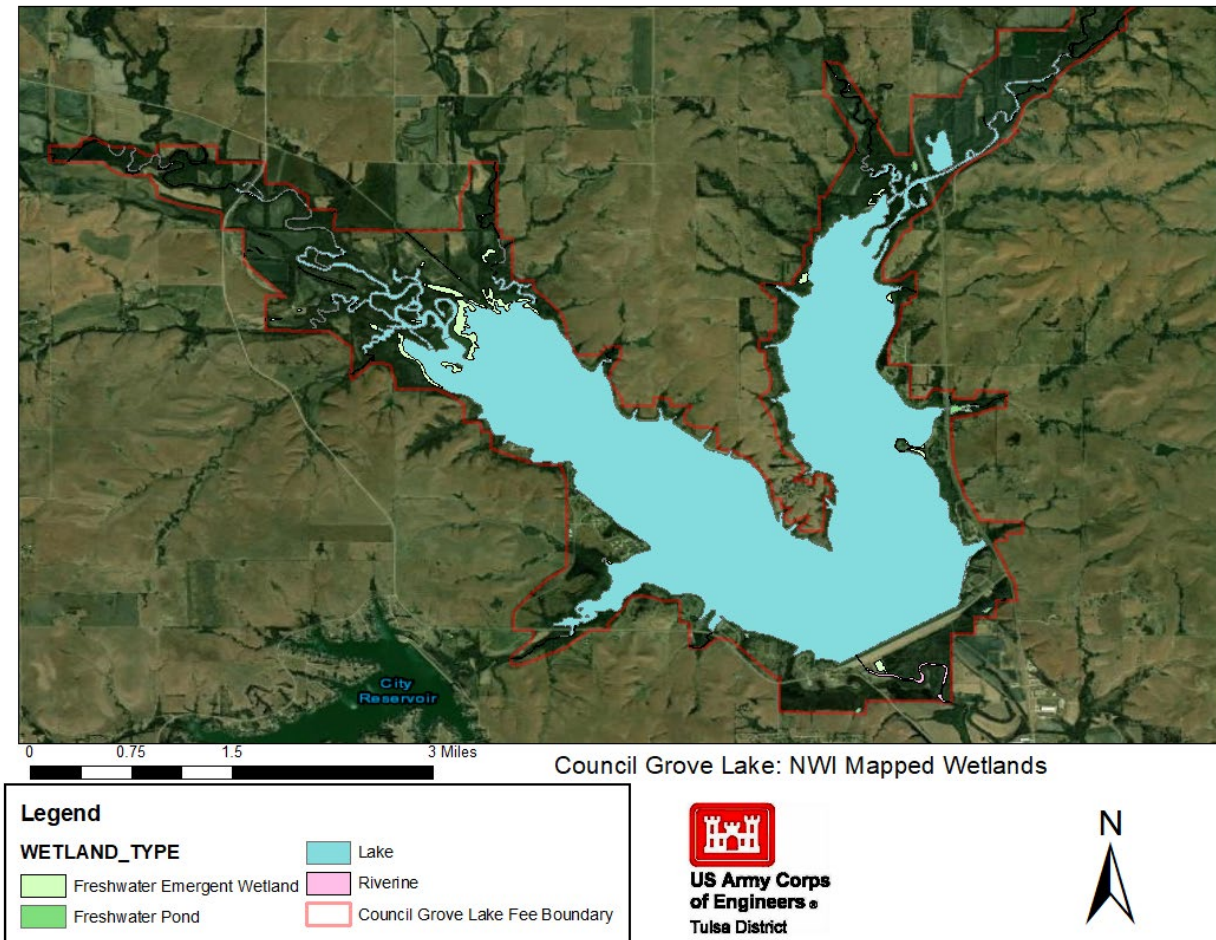 City
Reservoir
0 0.75 1.5 3 Miles
Council Grove Lake: NWI Mapped Wetlands
Legend
WETLAND_TYPE
Freshwater Emergent Wetland
Freshwater Pond
Lake
Riverine
Council Grove Lake Fee Boundary
US Army Corps
of Engineers ®
Tulsa District
N